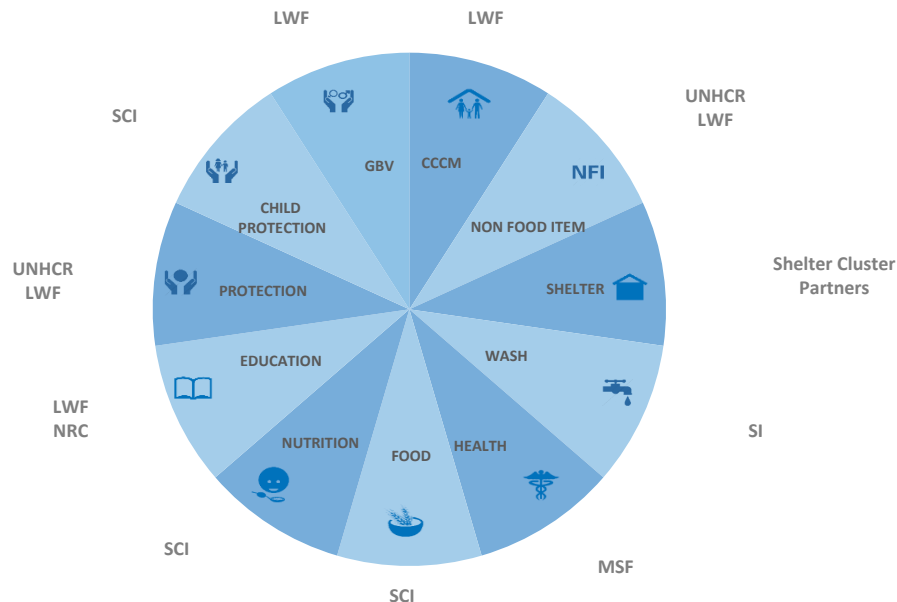 LWF
LWF
SCI
UNHCR
LWF
GBV
CCCM
NFI
CHILD
PROTECTION
NON FOOD ITEM
UNHCR
LWF
PROTECTION
SHELTER
Shelter Cluster
Partners
EDUCATION
WASH
LWF
NRC
NUTRITION
FOOD
HEALTH
SI
SCI
SCI
MSF